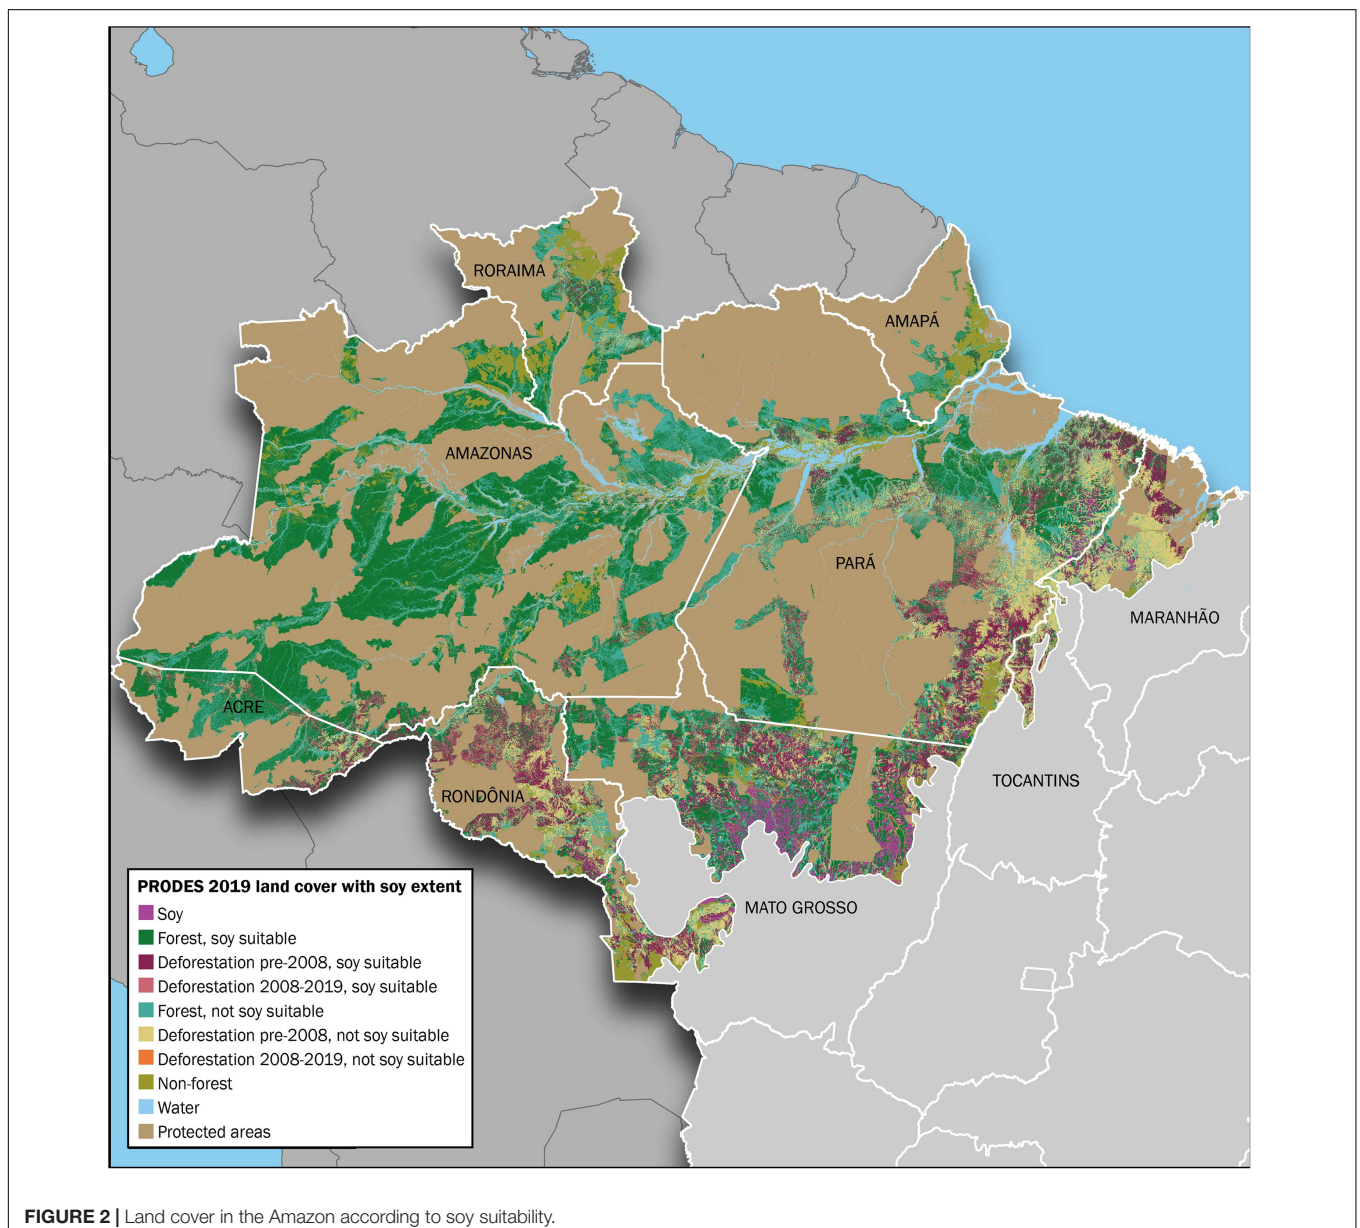 RORAIMA
AMAPÁ
AMAZONAS
PARÁ
MARANHÃO
ACRE
TOCANTINS
RONDÔNIA
MATO GROSSO
PRODES 2019 land cover with soy extent
Soy
Forest, soy suitable
Deforestation pre-2008, soy suitable
Deforestation 2008-2019, soy suitable
Forest, not soy suitable
Deforestation pre-2008, not soy suitable
Deforestation 2008-2019, not soy suitable
Non-forest
Water
Protected areas
FIGURE 2 | Land cover in the Amazon according to soy suitability.